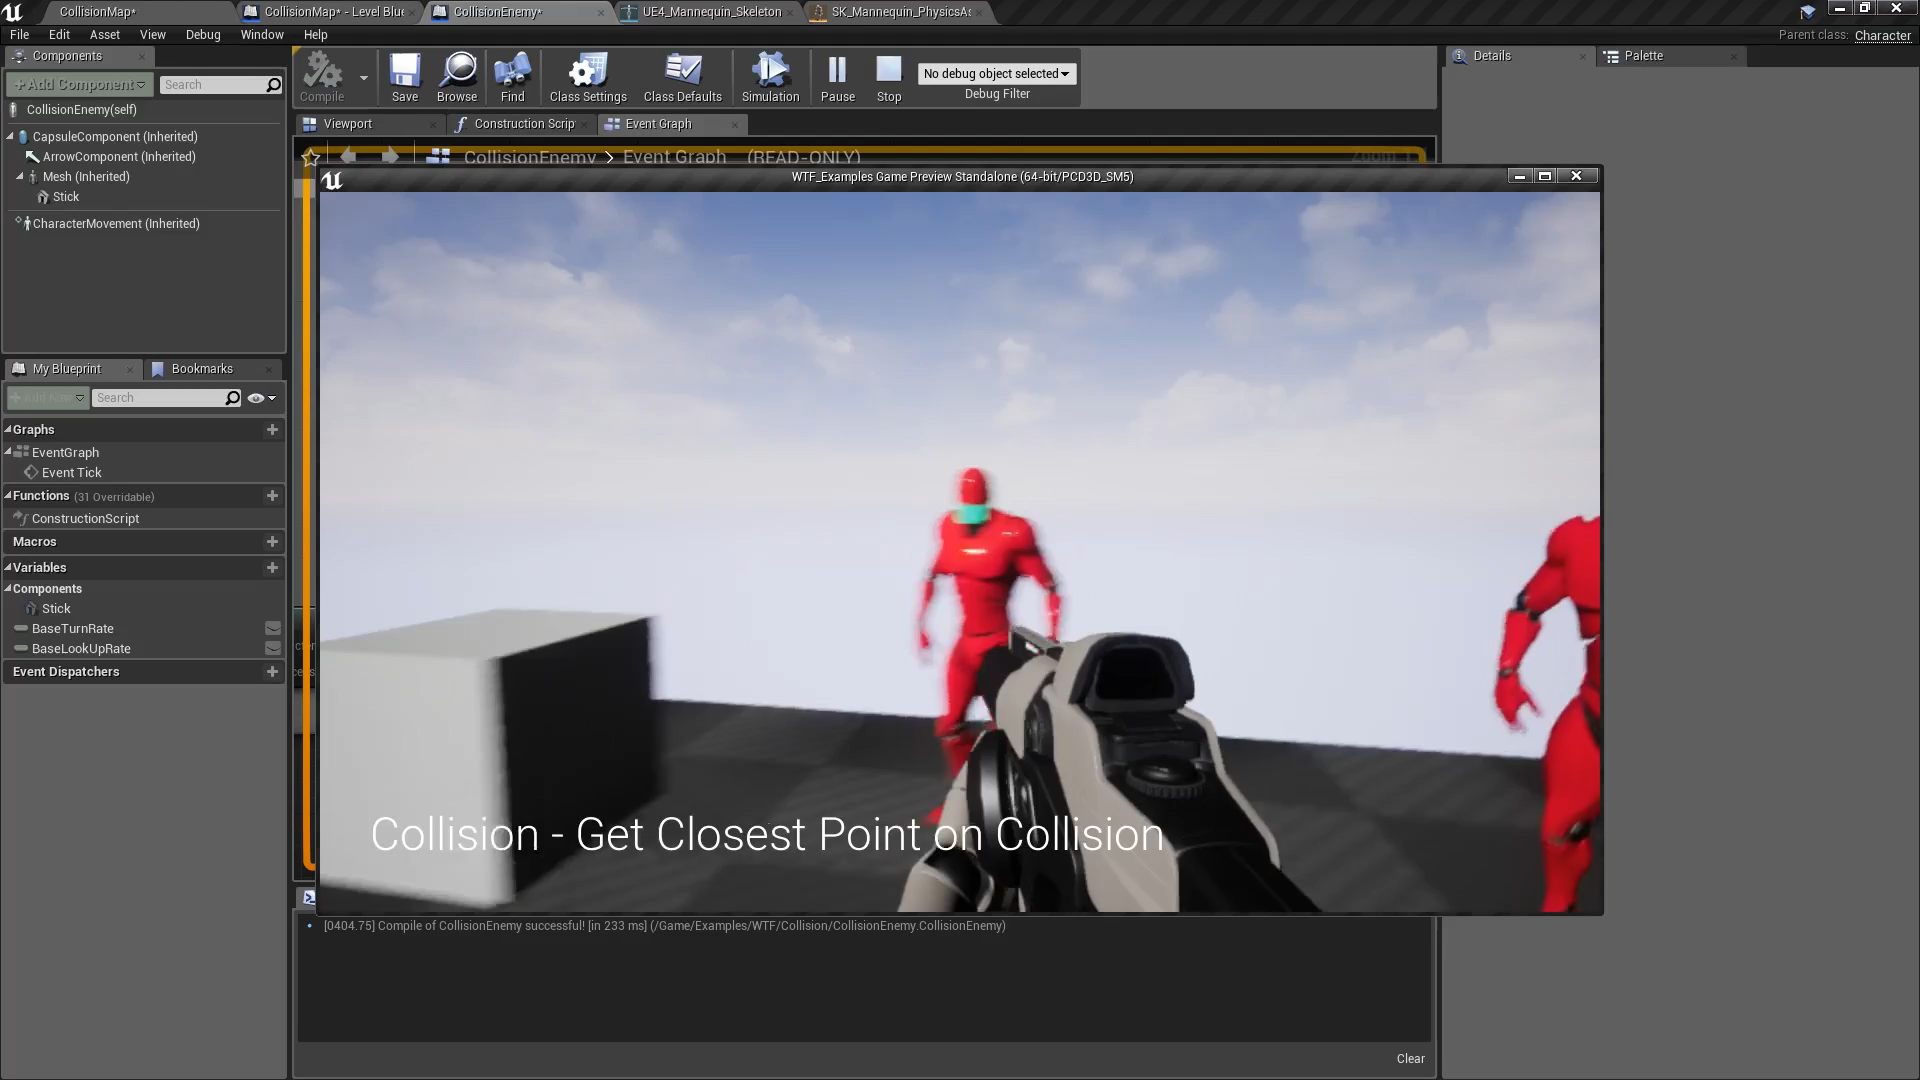 CollisionMap*
CollisionMap* - Level Blue
CollisionEnemy*
UE4_Mannequin_Skeleton
SK_Mannequin_PhysicsAs
File Edit Asset View Debug Window Help
Parent class: Character
Components
+Add Component
Search
CollisionEnemy(self)
CapsuleComponent (Inherited)
ArrowComponent (Inherited)
Mesh (Inherited)
Stick
CharacterMovement (Inherited)
Compile
Save
Browse
Find
Class Settings
Class Defaults
Simulation
Pause
Stop
No debug object selected
Debug Filter
Details
Palette
Viewport
Construction Scrip
Event Graph
CollisionEnemy > Event Graph (READ-ONLY)
WTF_Examples Game Preview Standalone (64-bit/PCD3D_SM5)
My Blueprint
Bookmarks
Search
Graphs
EventGraph
Event Tick
Functions (31 Overridable)
ConstructionScript
Macros
Variables
Components
Stick
BaseTurnRate
BaseLookUpRate
Event Dispatchers
Collision - Get Closest Point on Collision
[0404.75] Compile of CollisionEnemy successful! [in 233 ms] (/Game/Examples/WTF/Collision/CollisionEnemy.CollisionEnemy)
Clear